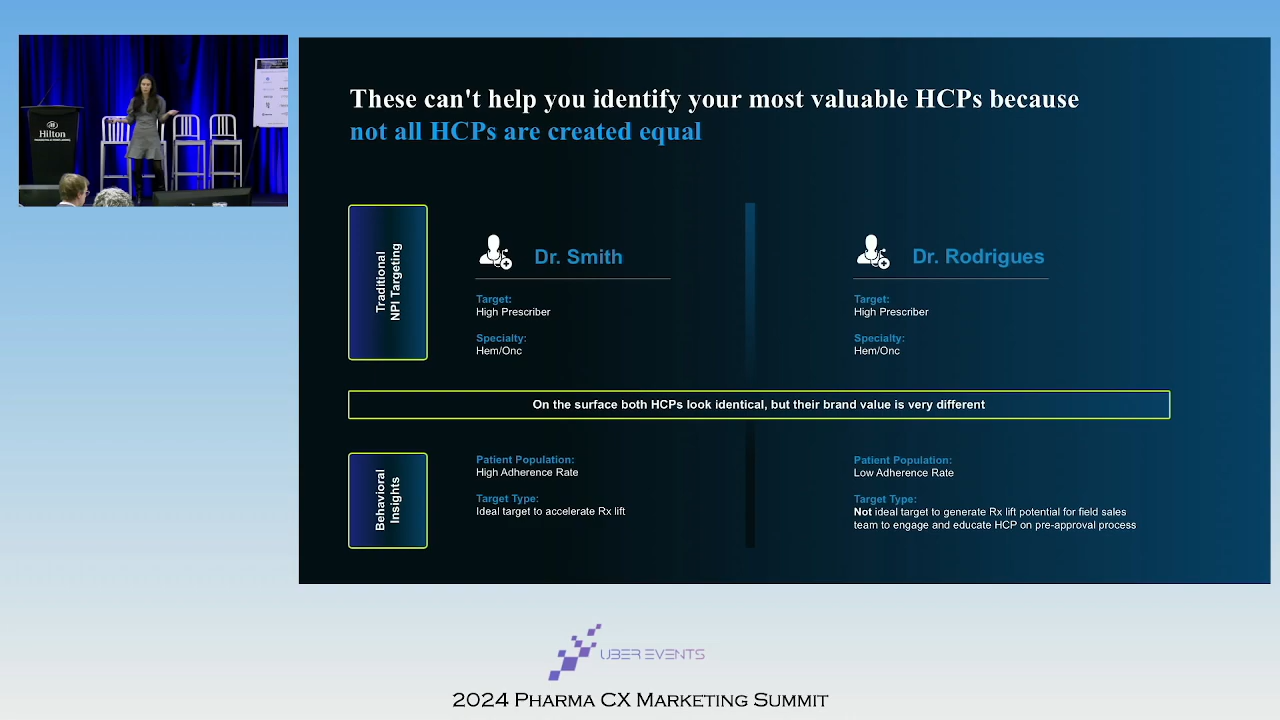 Hilton
These can't help you identify your most valuable HCPs because
not all HCPs are created equal
Traditional
NPI Targeting
Dr. Smith
Target:
High Prescriber
Specialty:
Hem/Onc
Dr. Rodrigues
Target:
High Prescriber
Specialty:
Hem/Onc
On the surface both HCPs look identical, but their brand value is very different
Behavioral
Insights
Patient Population:
High Adherence Rate
Target Type:
Ideal target to accelerate Rx lift
Patient Population:
Low Adherence Rate
Target Type:
Not ideal target to generate Rx lift potential for field sales
team to engage and educate HCP on pre-approval process
UBER EVENTS
2024 Pharma CX Marketing Summit